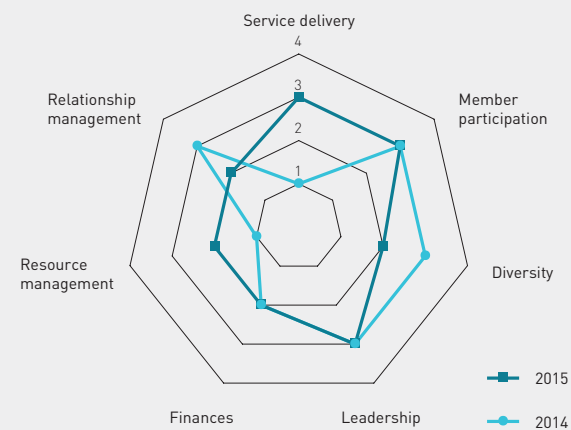 Service delivery
4
3
2
1
Relationship
management
Member
participation
Resource
management
Diversity
Finances
Leadership
2015
2014